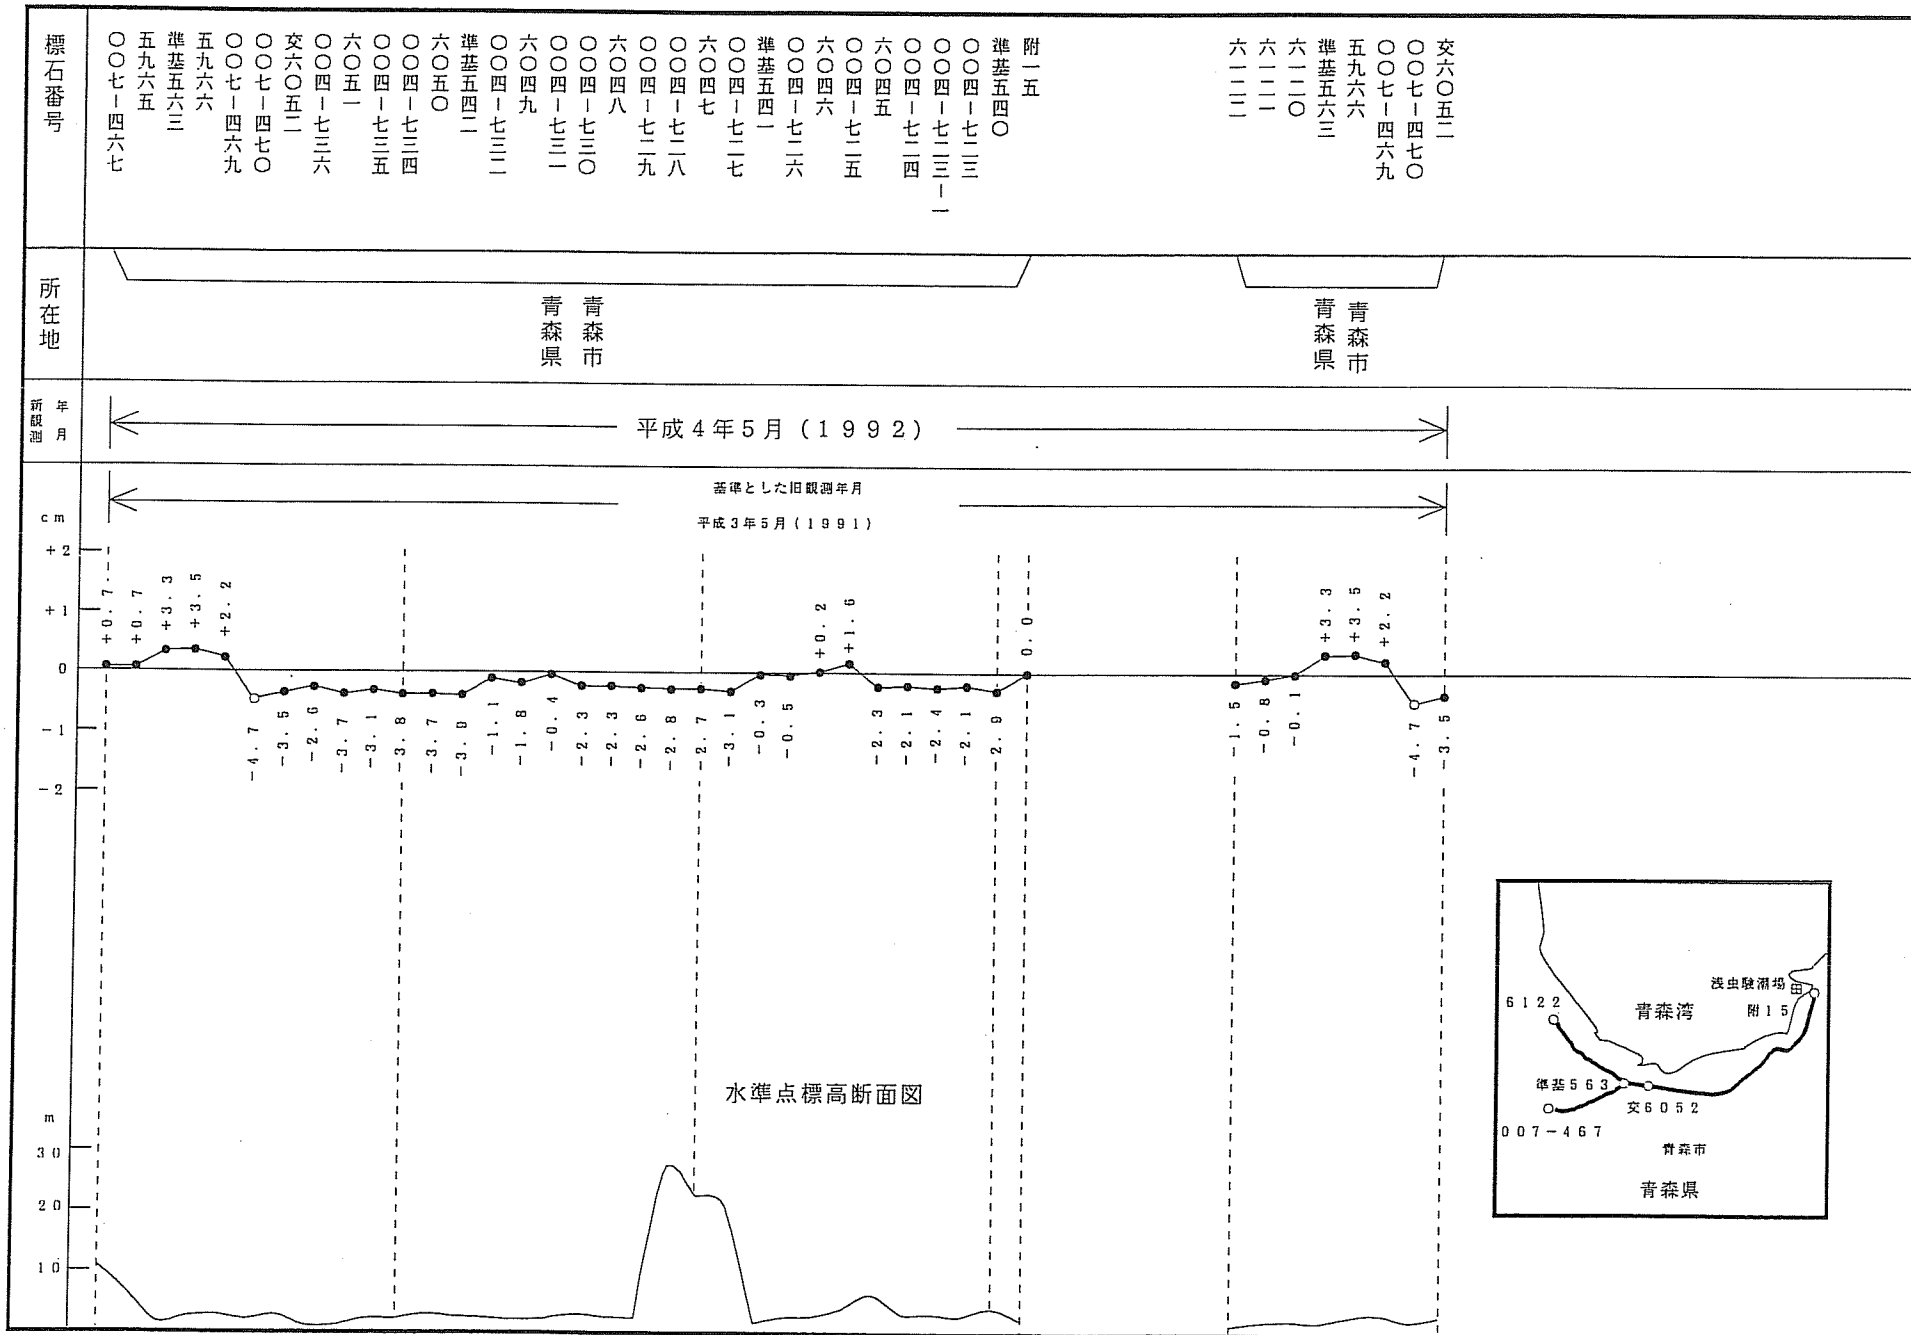 標石番号
〇〇七-四六七
五九六五
準基五六三
五九六六
〇〇七-四六九
〇〇七-四七〇
交六〇五二
〇〇四-七三六
六〇五一
〇〇四-七三五
〇〇四-七三四
六〇五〇
準基五四二
〇〇四-七三二
六〇四九
〇〇四-七三一
〇〇四-七三〇
六〇四八
〇〇四-七二九
〇〇四-七二八
六〇四七
〇〇四-七二七
準基五四一
〇〇四-七二六
六〇四六
〇〇四-七二五
六〇四五
〇〇四-七二四
〇〇四-七二三-一
〇〇四-七二三
準基五四〇
附一五
六一二二
六一二一
六一二〇
準基五六三
五九六六
〇〇七-四六九
〇〇七-四七〇
交六〇五二
所在地
青森県
青森市
青森県
青森市
新観測
年月
平成4年5月(1992)
基準とした旧観測年月
平成3年5月(1991)
cm
+2
+1
0
-1
-2
+0.7
+0.7
+3.3
+3.5
+2.2
-4.7
-3.5
-2.6
-3.7
-3.1
-3.8
-3.7
-3.9
-1.1
-1.8
-0.4
-2.3
-2.3
-2.6
-2.8
-2.7
-3.1
-0.3
-0.5
+0.2
+1.6
-2.3
-2.1
-2.4
-2.1
-2.9
0.0
-1.5
-0.8
-0.1
+3.3
+3.5
+2.2
-4.7
-3.5
水準点標高断面図
m
30
20
10
浅虫験潮場
附15
6122
青森湾
準基563
交6052
007-467
青森市
青森県